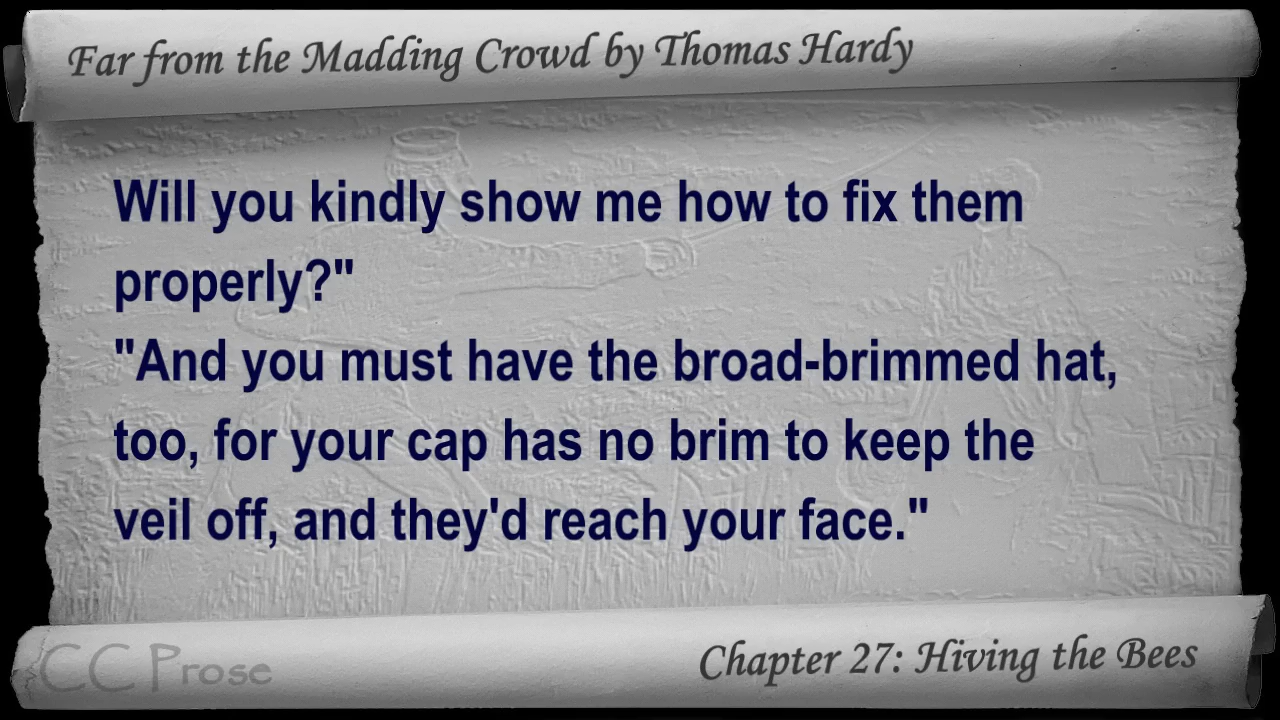 Far from the Madding Crowd by Thomas Hardy
Will you kindly show me how to fix them
properly?"
"And you must have the broad-brimmed hat,
too, for your cap has no brim to keep the
veil off, and they'd reach your face."
CC Prose
Chapter 27: Hiving the Bees